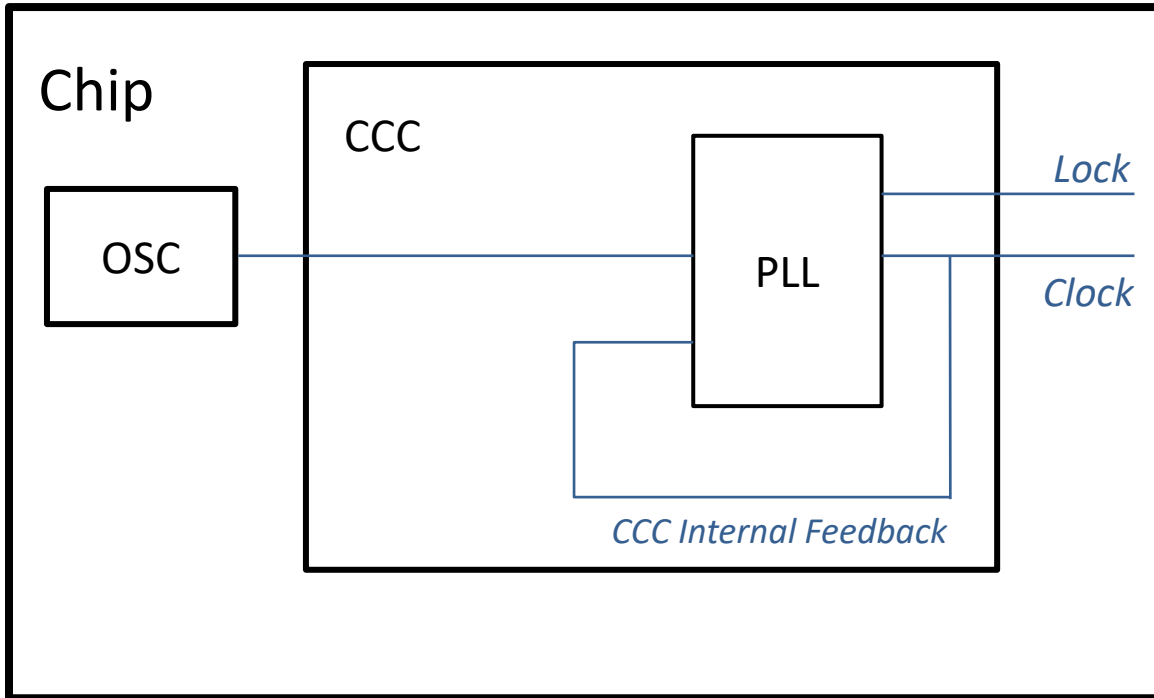 Chip
CCC
OSC
PLL
Lock
Clock
CCC Internal Feedback